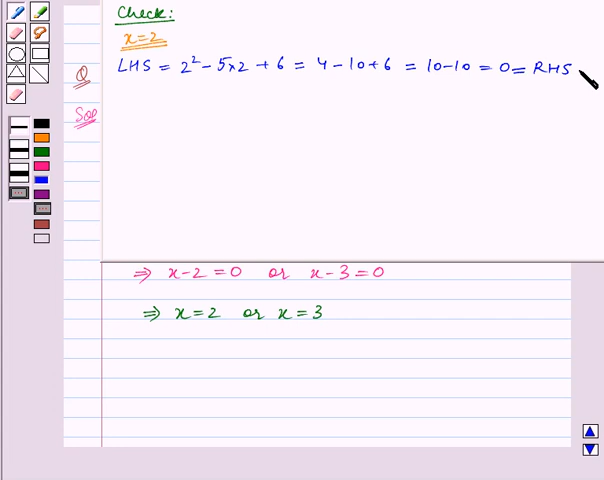 Check:
x=2
LHS = 2² - 5×2 + 6 = 4 - 10 + 6 = 10 - 10 = 0 = RHS
Q
Sol
⇒ x-2=0 or x-3=0
⇒ x=2 or x=3